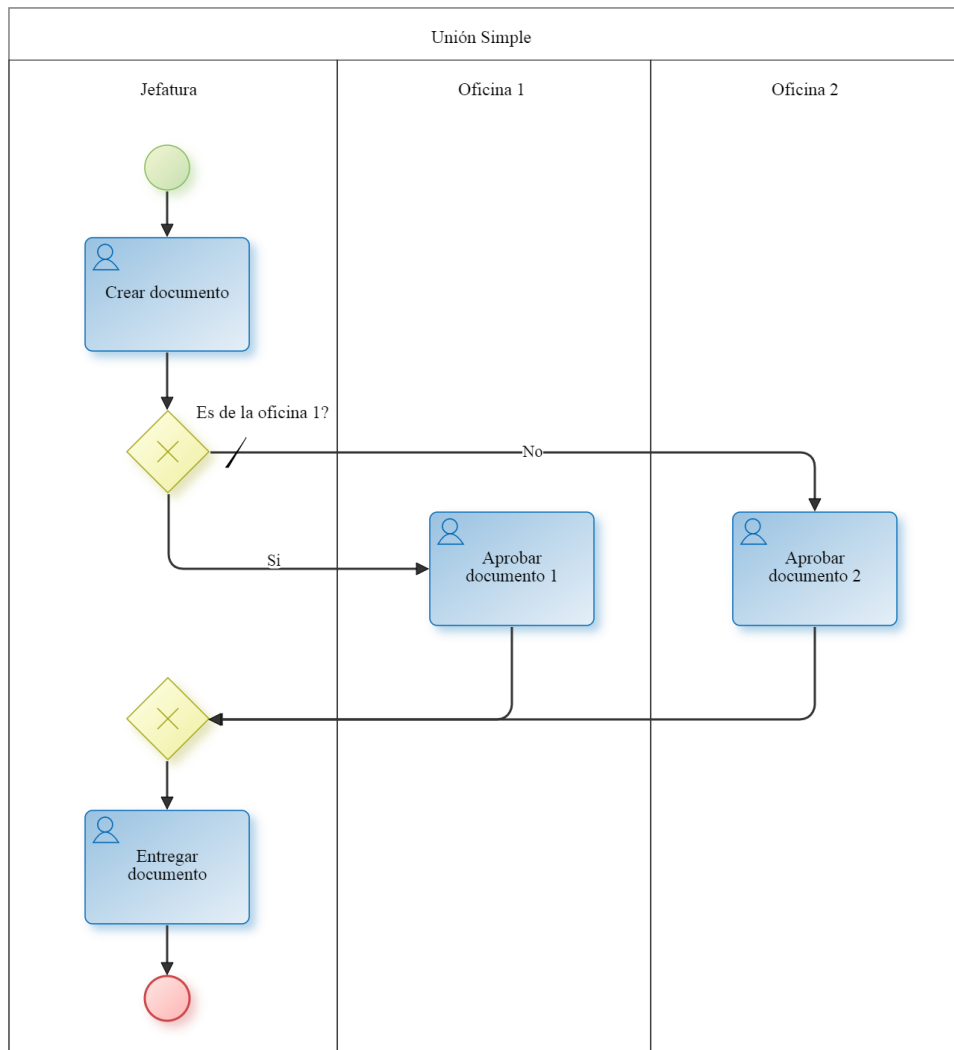 Unión Simple
Jefatura
Oficina 1
Oficina 2
Crear documento
Es de la oficina 1?
No
Si
Aprobar
documento 1
Aprobar
documento 2
Entregar
documento